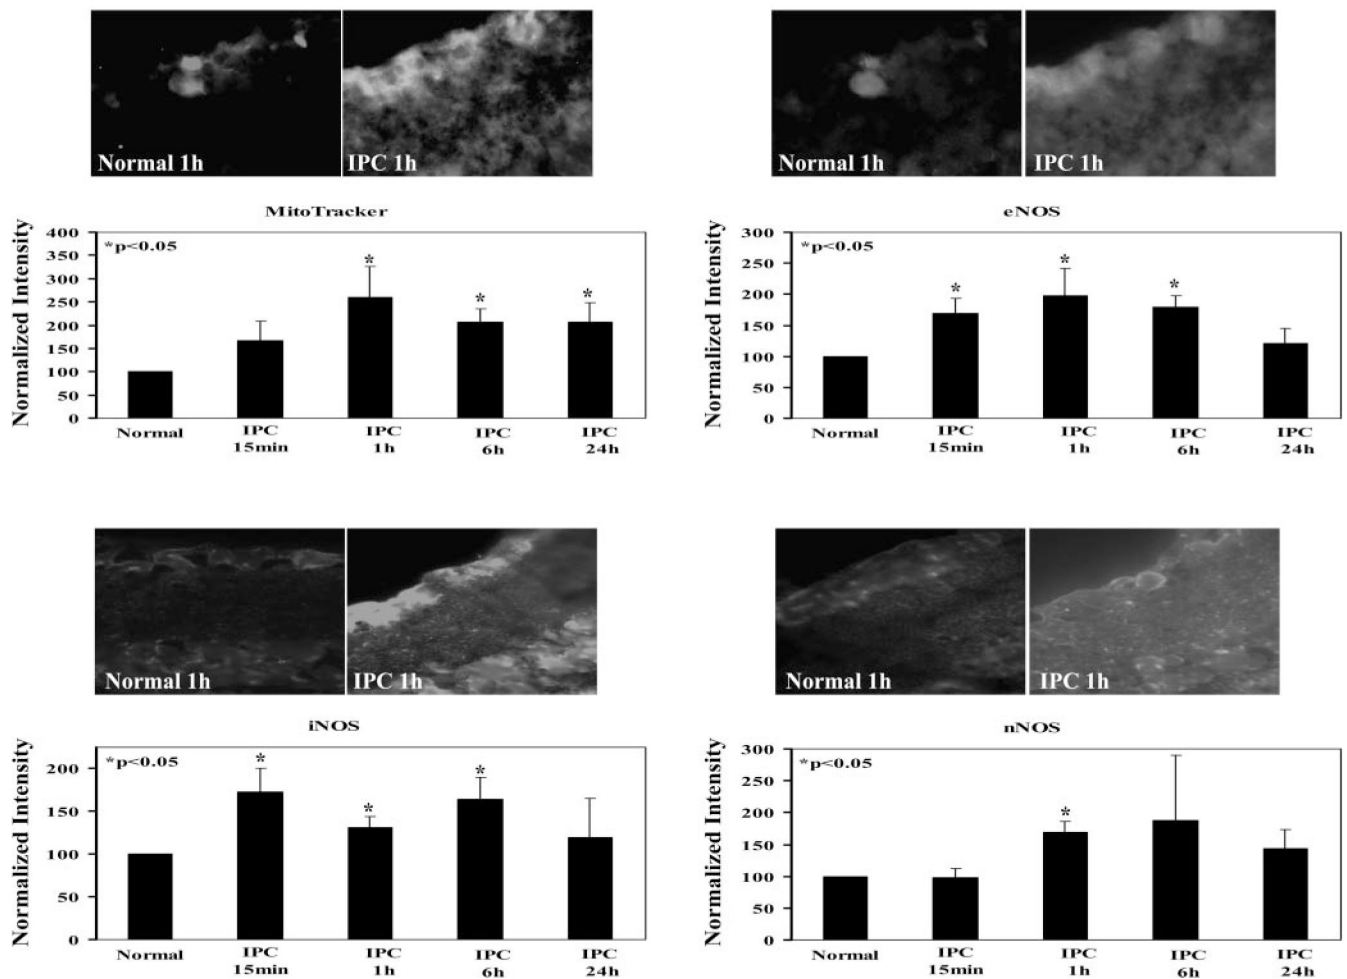 Normal 1h
IPC 1h
Normal 1h
IPC 1h
MitoTracker
Normalized Intensity
*p<0.05
400
350
300
250
200
150
100
50
0
*
*
*
Normal
IPC
15min
IPC
1h
IPC
6h
IPC
24h
eNOS
Normalized Intensity
*p<0.05
300
250
200
150
100
50
0
*
*
*
Normal
IPC
15min
IPC
1h
IPC
6h
IPC
24h
Normal 1h
IPC 1h
Normal 1h
IPC 1h
iNOS
Normalized Intensity
*p<0.05
200
150
100
50
0
*
*
*
Normal
IPC
15min
IPC
1h
IPC
6h
IPC
24h
nNOS
Normalized Intensity
*p<0.05
300
250
200
150
100
50
0
*
Normal
IPC
15min
IPC
1h
IPC
6h
IPC
24h